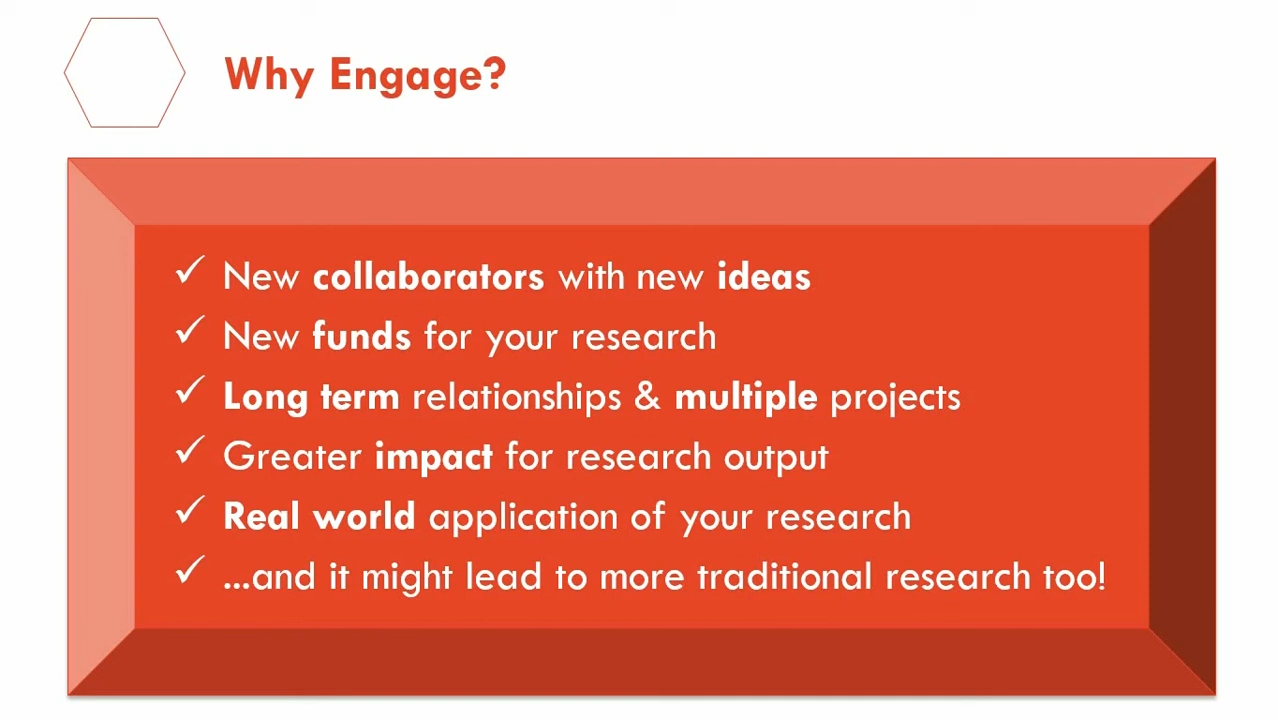 Why Engage?
✓ New collaborators with new ideas
✓ New funds for your research
✓ Long term relationships & multiple projects
✓ Greater impact for research output
✓ Real world application of your research
✓ ...and it might lead to more traditional research too!